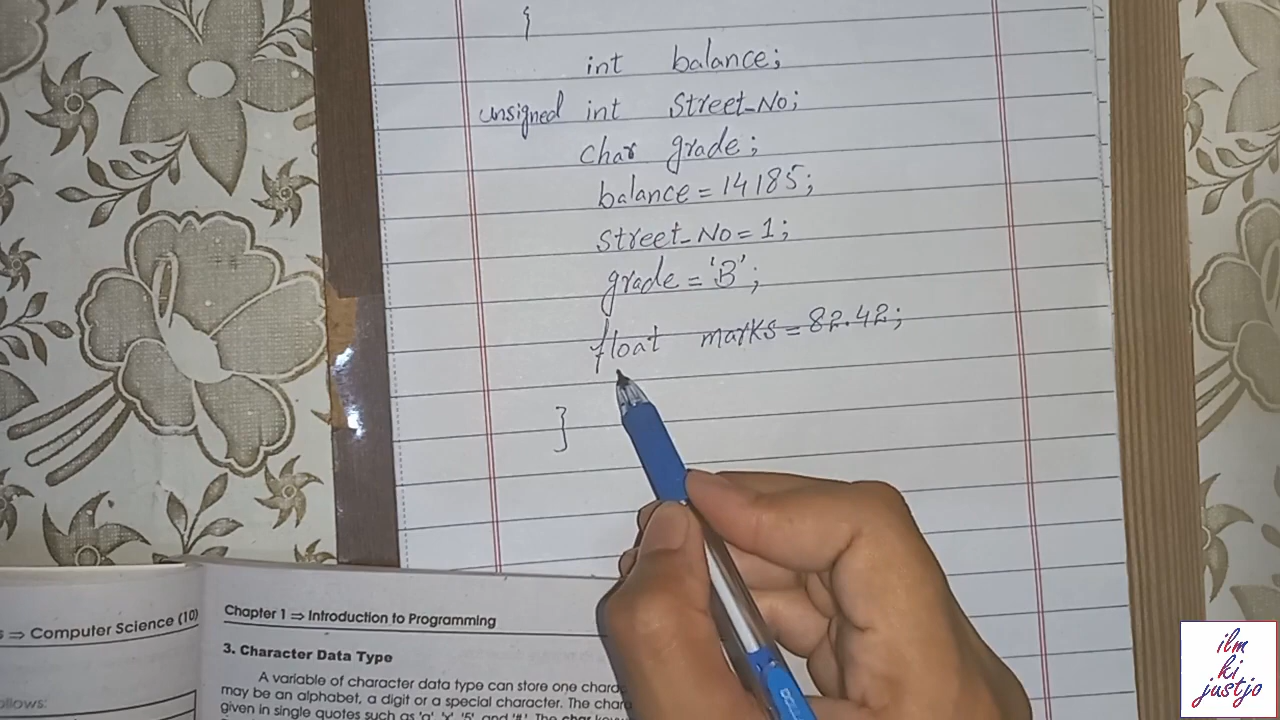 {
int balance;
unsigned int Street_No;
Char grade;
balance = 14185;
Street_No = 1;
grade = 'B';
float marks = 82.42;
}
⇒ Computer Science (10)
Chapter 1 ⇒ Introduction to Programming
3. Character Data Type
A variable of character data type can store one
may be an alphabet, a digit or a special character. The
given in single quotes such as 'a', 'x', '5', and '#'. The char
ollows:
ilm
ki
justjo